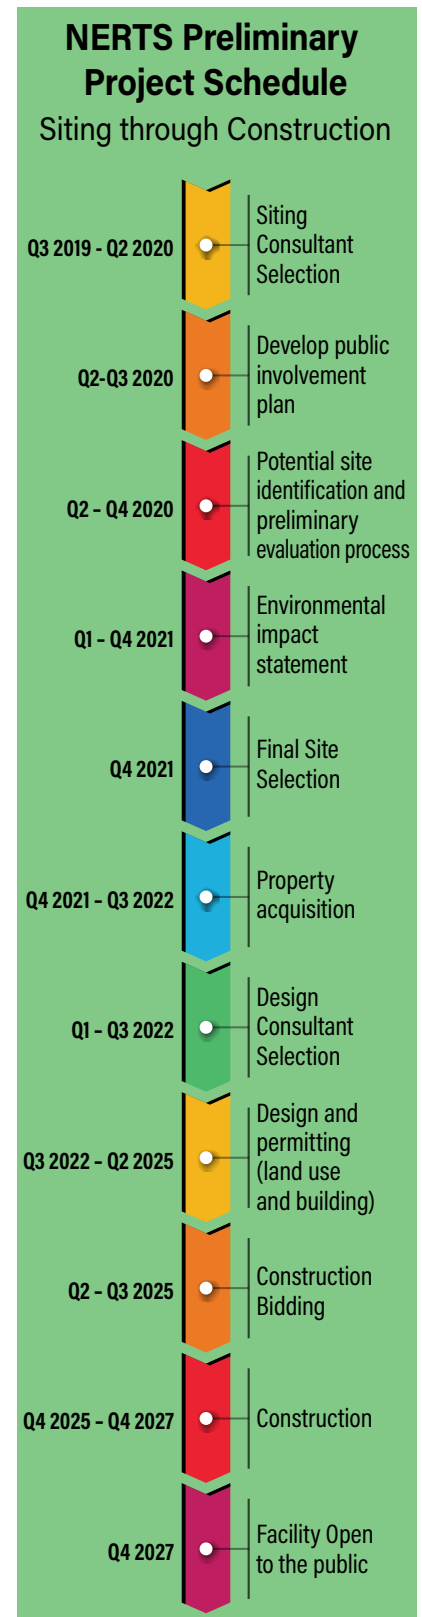 NERTS Preliminary
Project Schedule
Siting through Construction
Q3 2019 - Q2 2020
Siting
Consultant
Selection
Q2-Q3 2020
Develop public
involvement
plan
Q2 – Q4 2020
Potential site
identification and
preliminary
evaluation process
Q1 – Q4 2021
Environmental
impact
statement
Q4 2021
Final Site
Selection
Q4 2021 – Q3 2022
Property
acquisition
Q1 – Q3 2022
Design
Consultant
Selection
Q3 2022 – Q2 2025
Design and
permitting
(land use
and building)
Q2 – Q3 2025
Construction
Bidding
Q4 2025 – Q4 2027
Construction
Q4 2027
Facility Open
to the public